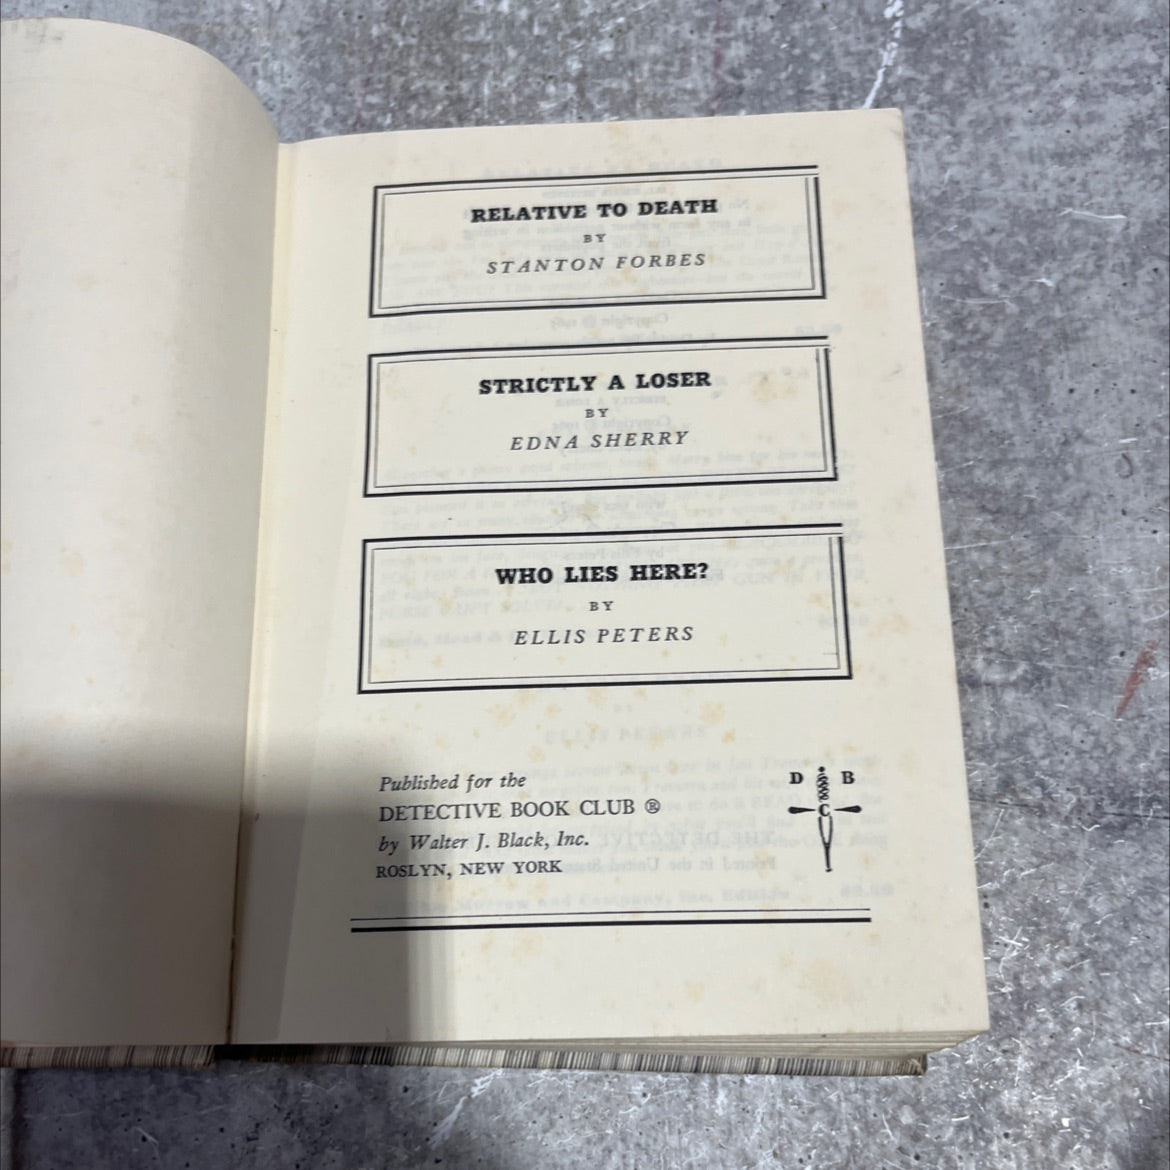 RELATIVE TO DEATH
BY
STANTON FORBES
STRICTLY A LOSER
BY
EDNA SHERRY
WHO LIES HERE?
BY
ELLIS PETERS
Published for the
DETECTIVE BOOK CLUB ®
by Walter J. Black, Inc.
ROSLYN, NEW YORK
D B
C